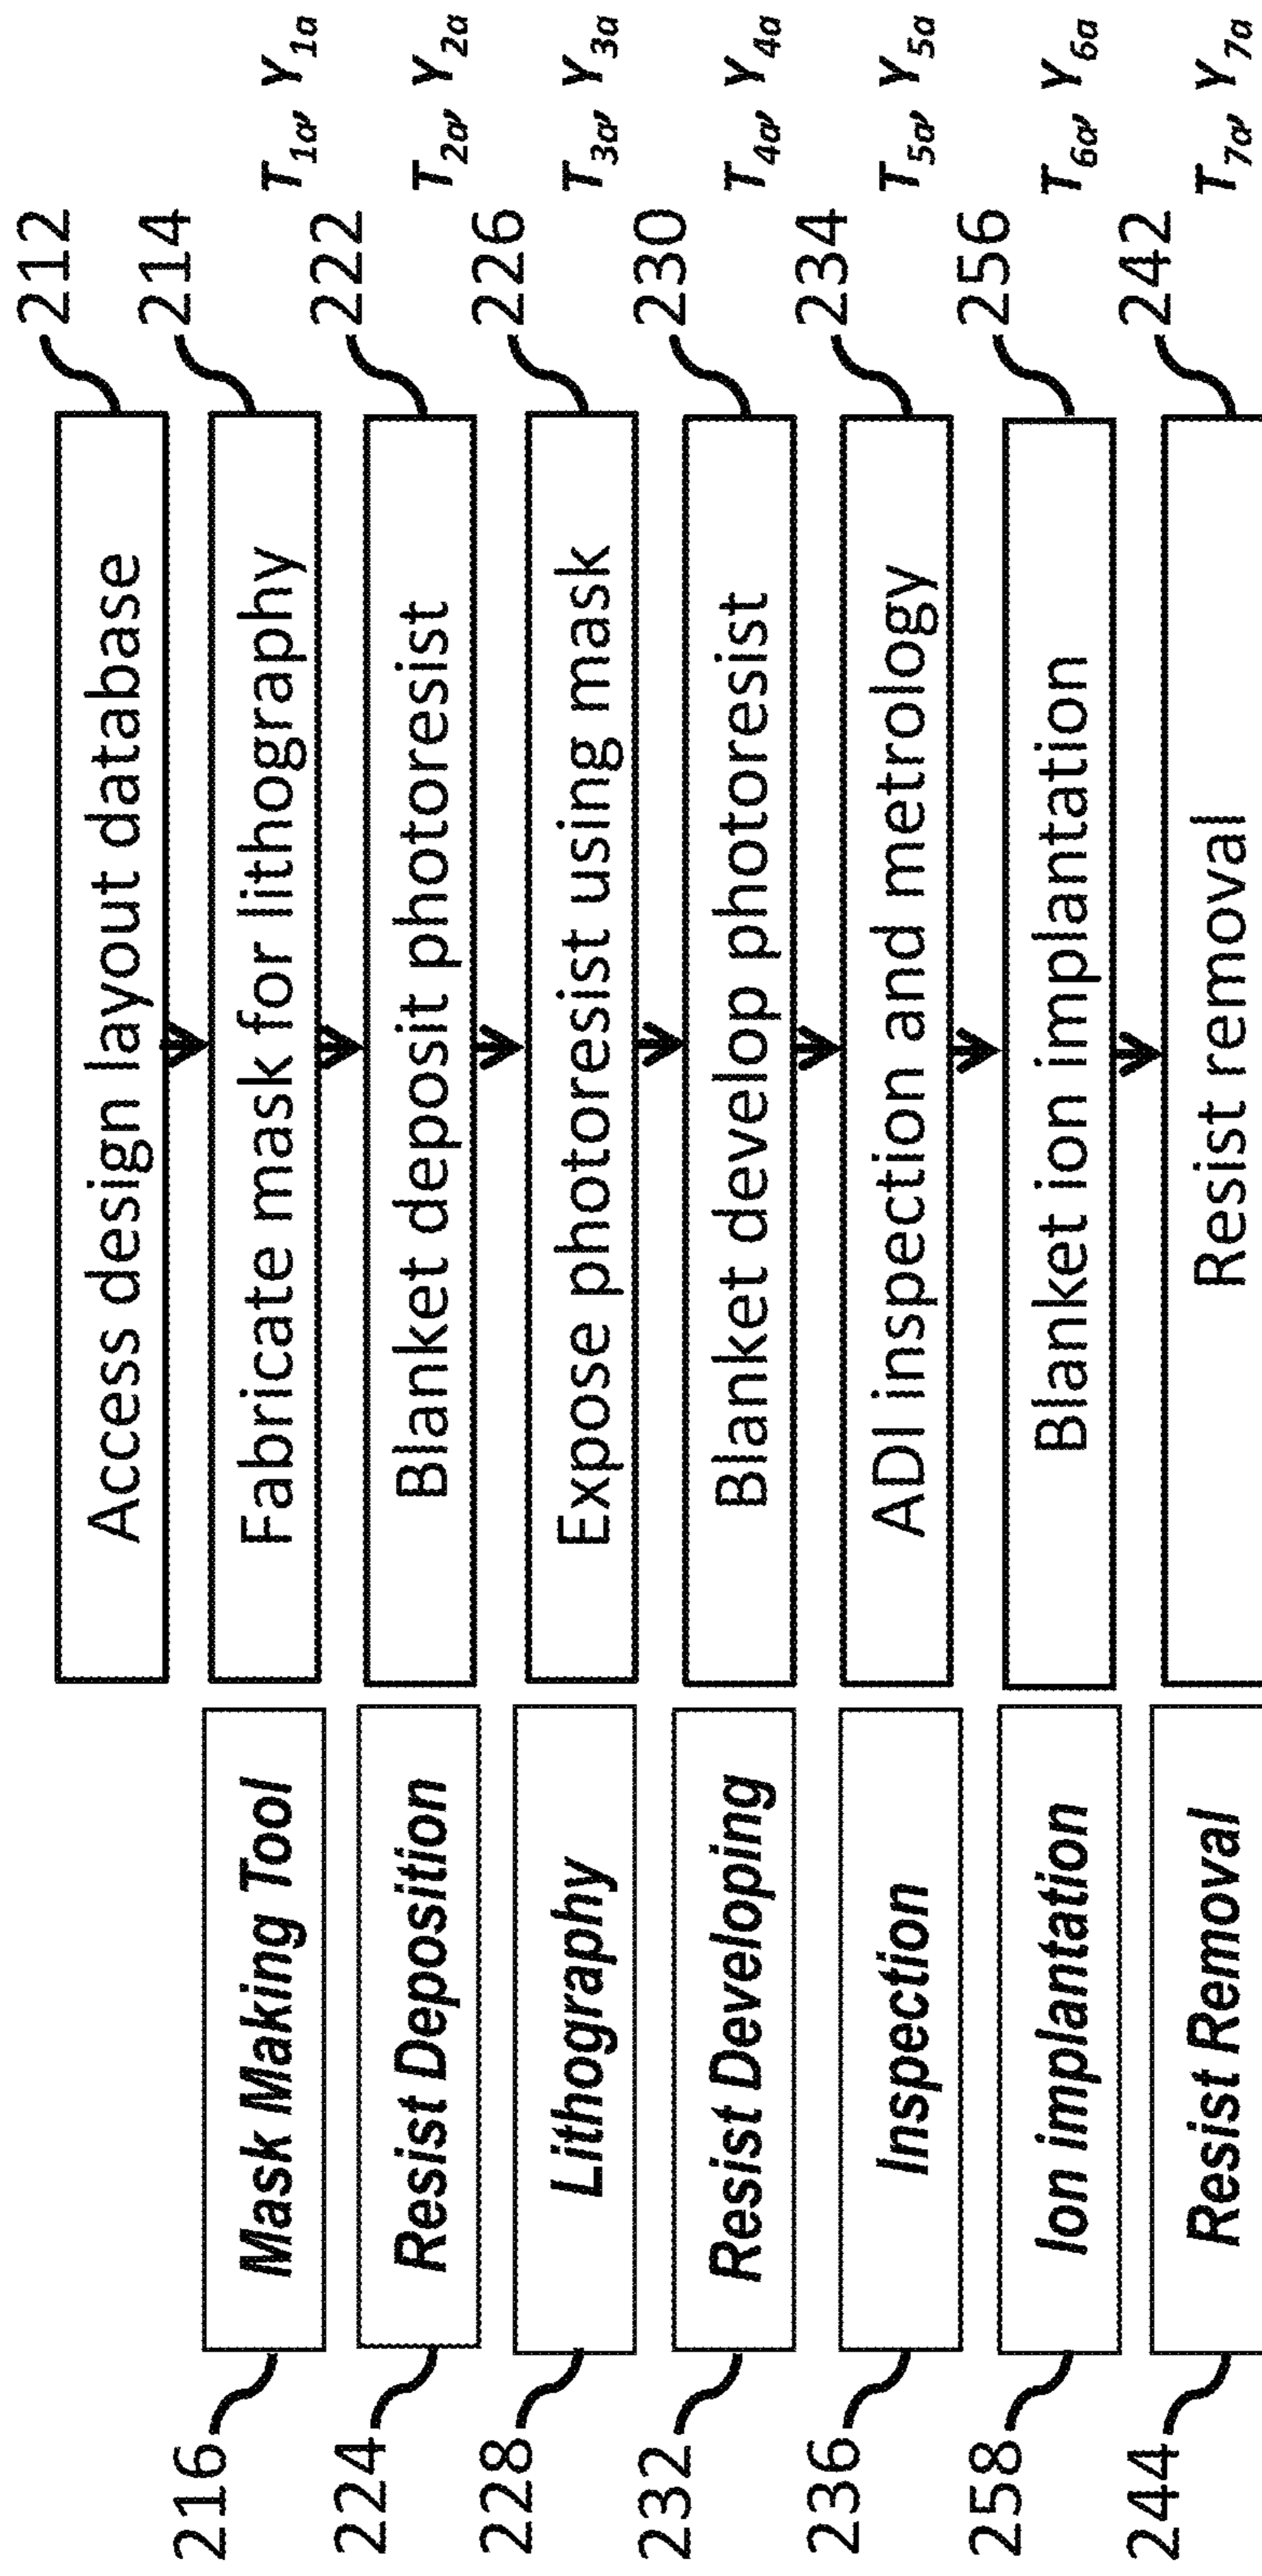 Access design layout database 212
216 Mask Making Tool Fabricate mask for lithography 214 T1a, Y1a
224 Resist Deposition Blanket deposit photoresist 222 T2a, Y2a
228 Lithography Expose photoresist using mask 226 T3a, Y3a
232 Resist Developing Blanket develop photoresist 230 T4a, Y4a
236 Inspection ADI inspection and metrology 234 T5a, Y5a
258 Ion implantation Blanket ion implantation 256 T6a, Y6a
244 Resist Removal Resist removal 242 T7a, Y7a